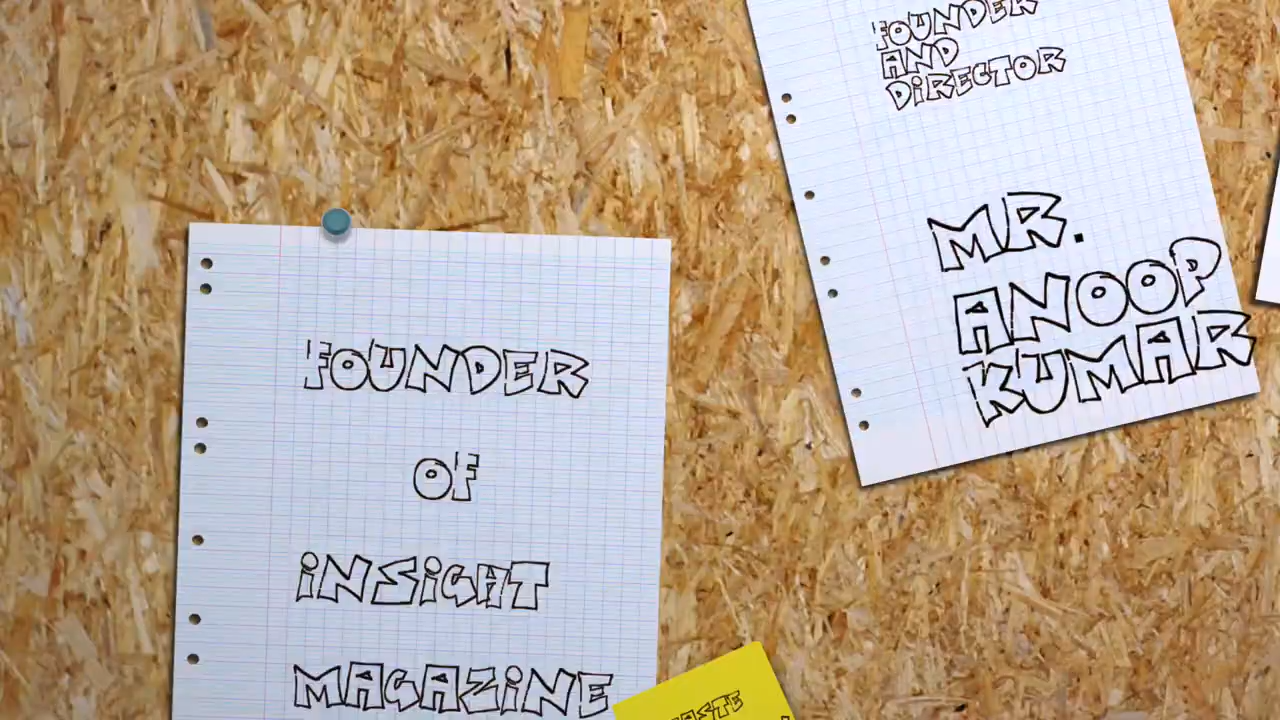 FOUNDER
AND
DiRECTOR
MR.
ANOOP
KUMAR
FOUNDER
OF
iNSiGHT
MAGAZiNE